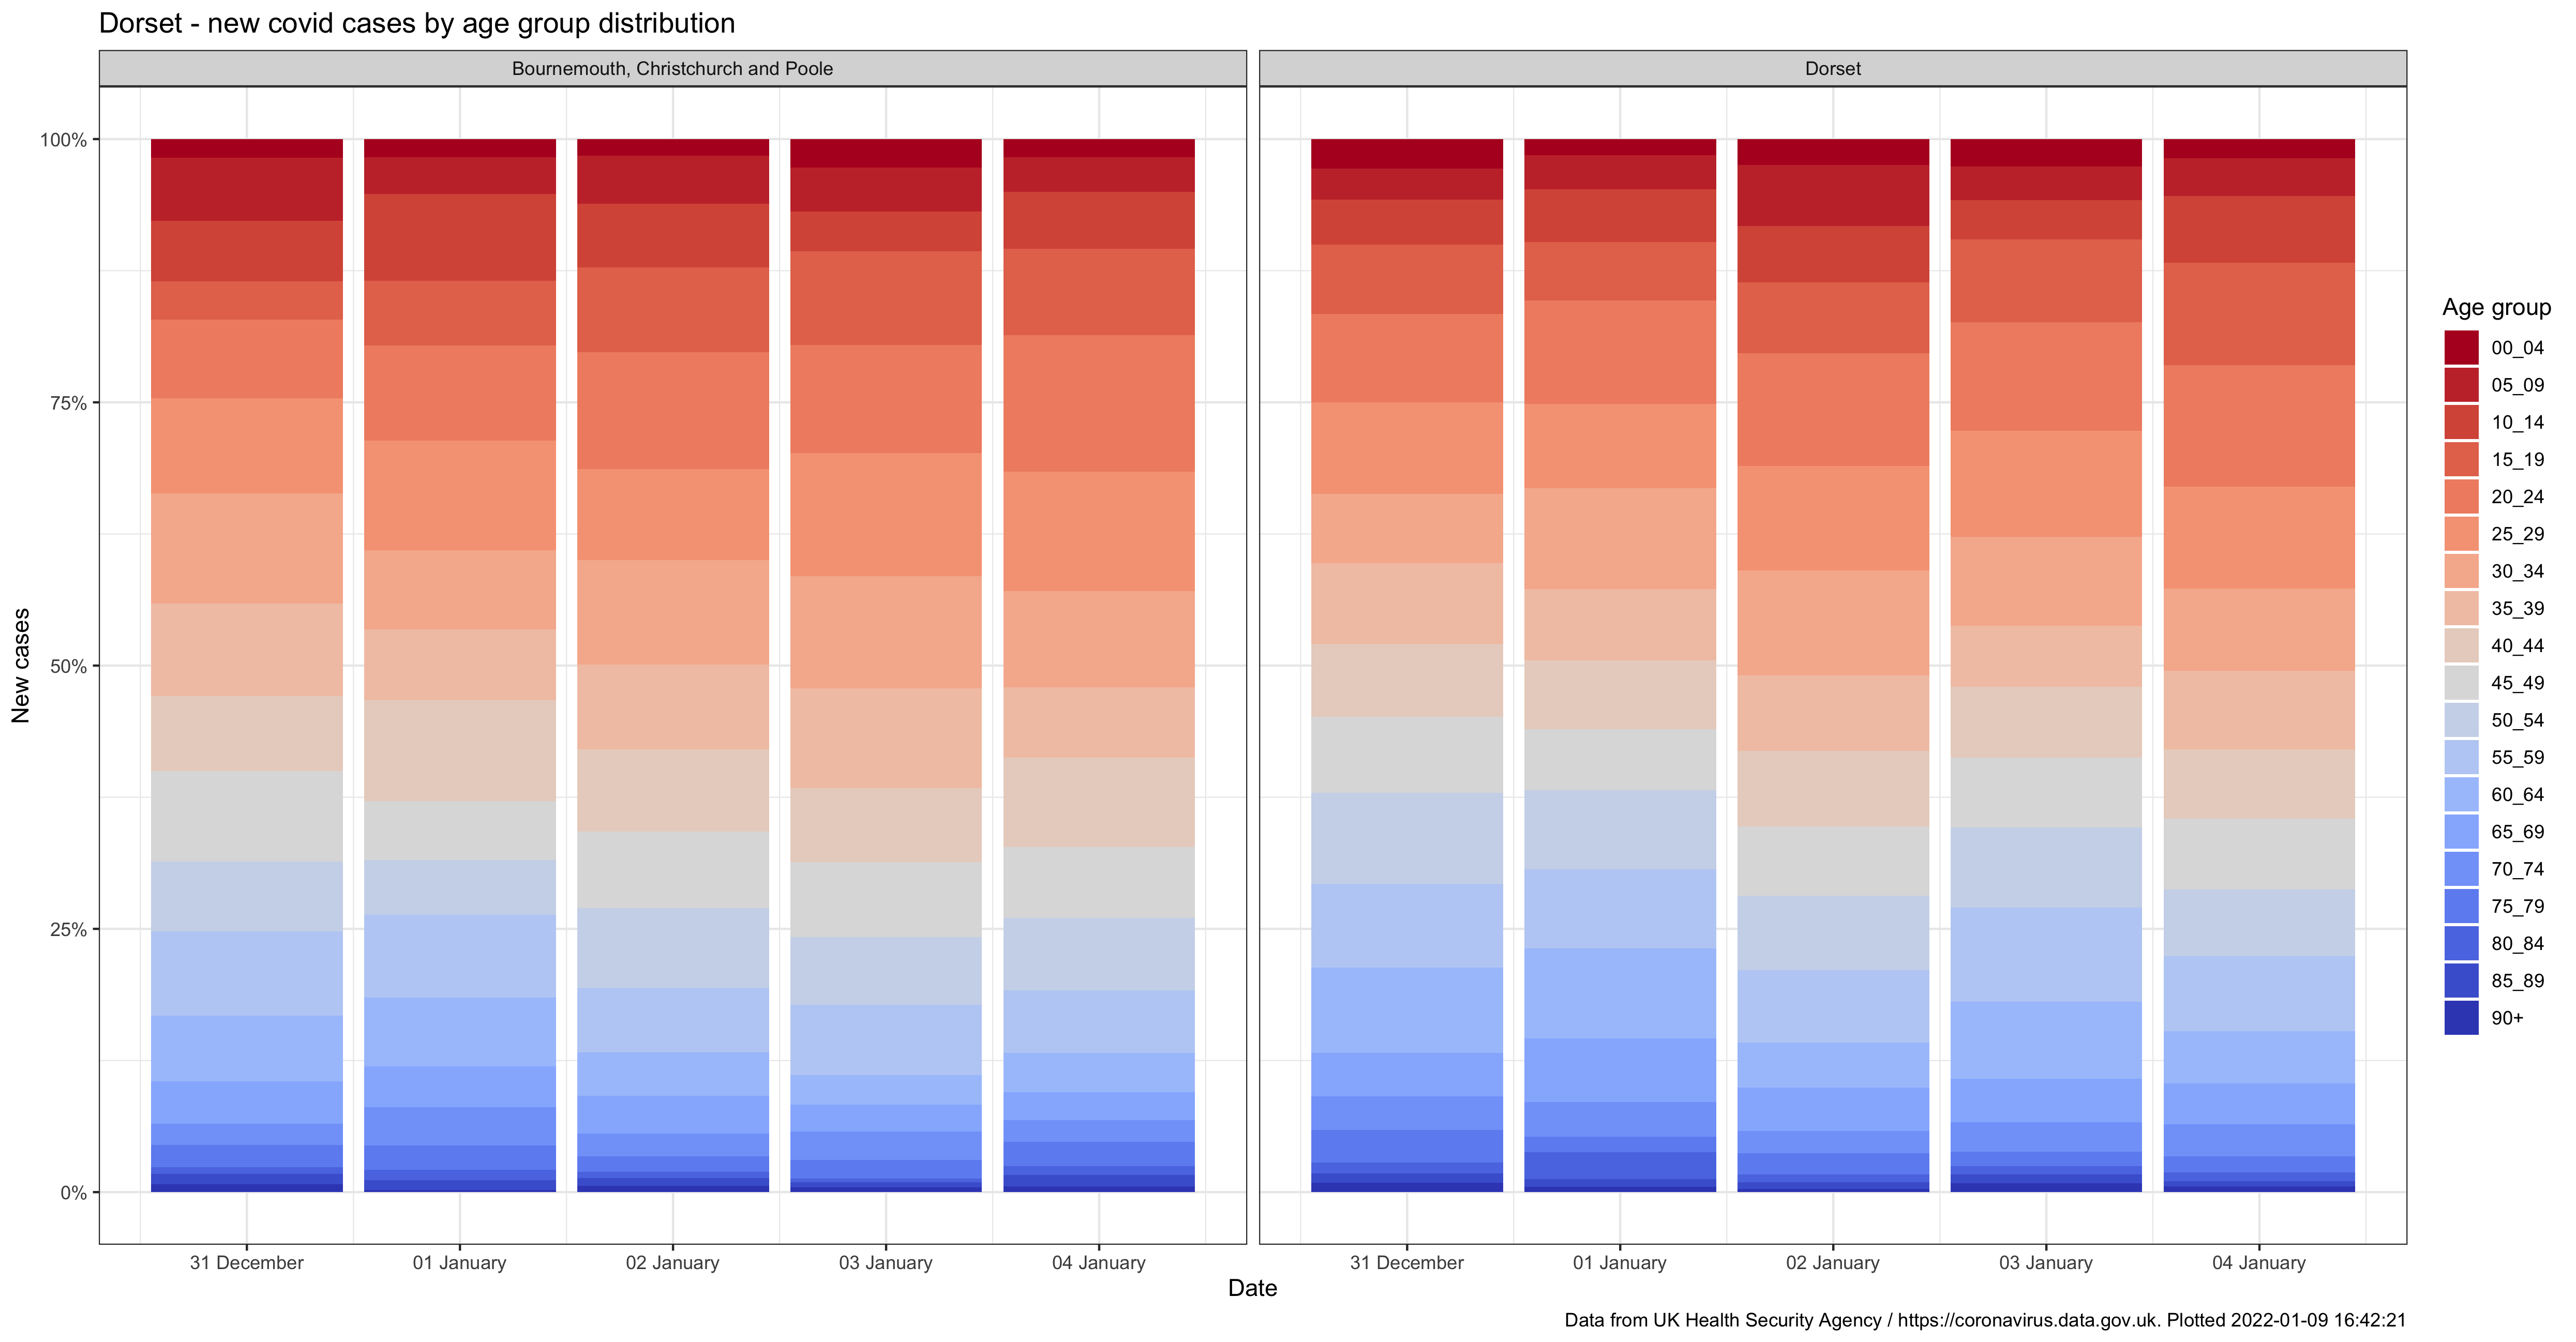 Dorset - new covid cases by age group distribution
Bournemouth, Christchurch and Poole
Dorset
100%
75%
50%
25%
0%
New cases
31 December
01 January
02 January
03 January
04 January
31 December
01 January
02 January
03 January
04 January
Date
Age group
00_04
05_09
10_14
15_19
20_24
25_29
30_34
35_39
40_44
45_49
50_54
55_59
60_64
65_69
70_74
75_79
80_84
85_89
90+
Data from UK Health Security Agency / https://coronavirus.data.gov.uk. Plotted 2022-01-09 16:42:21